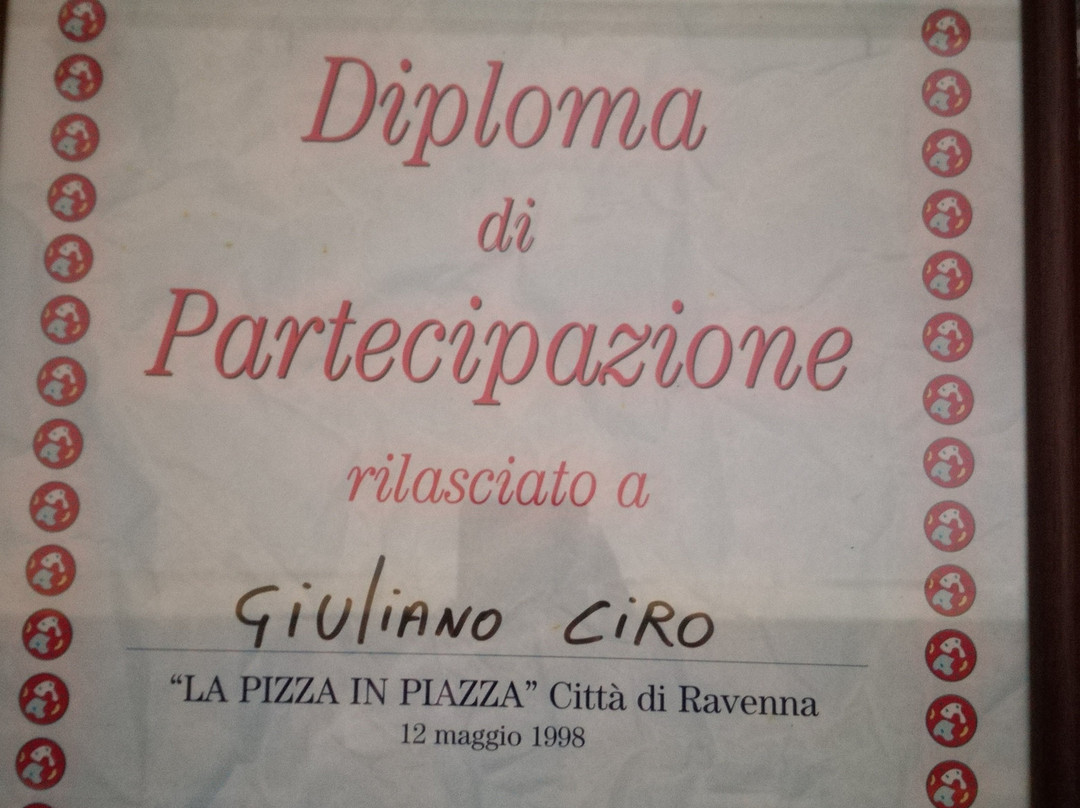 Diploma
di
Partecipazione
rilasciato a
GiUliANO CiRO
“LA PIZZA IN PIAZZA” Città di Ravenna
12 maggio 1998